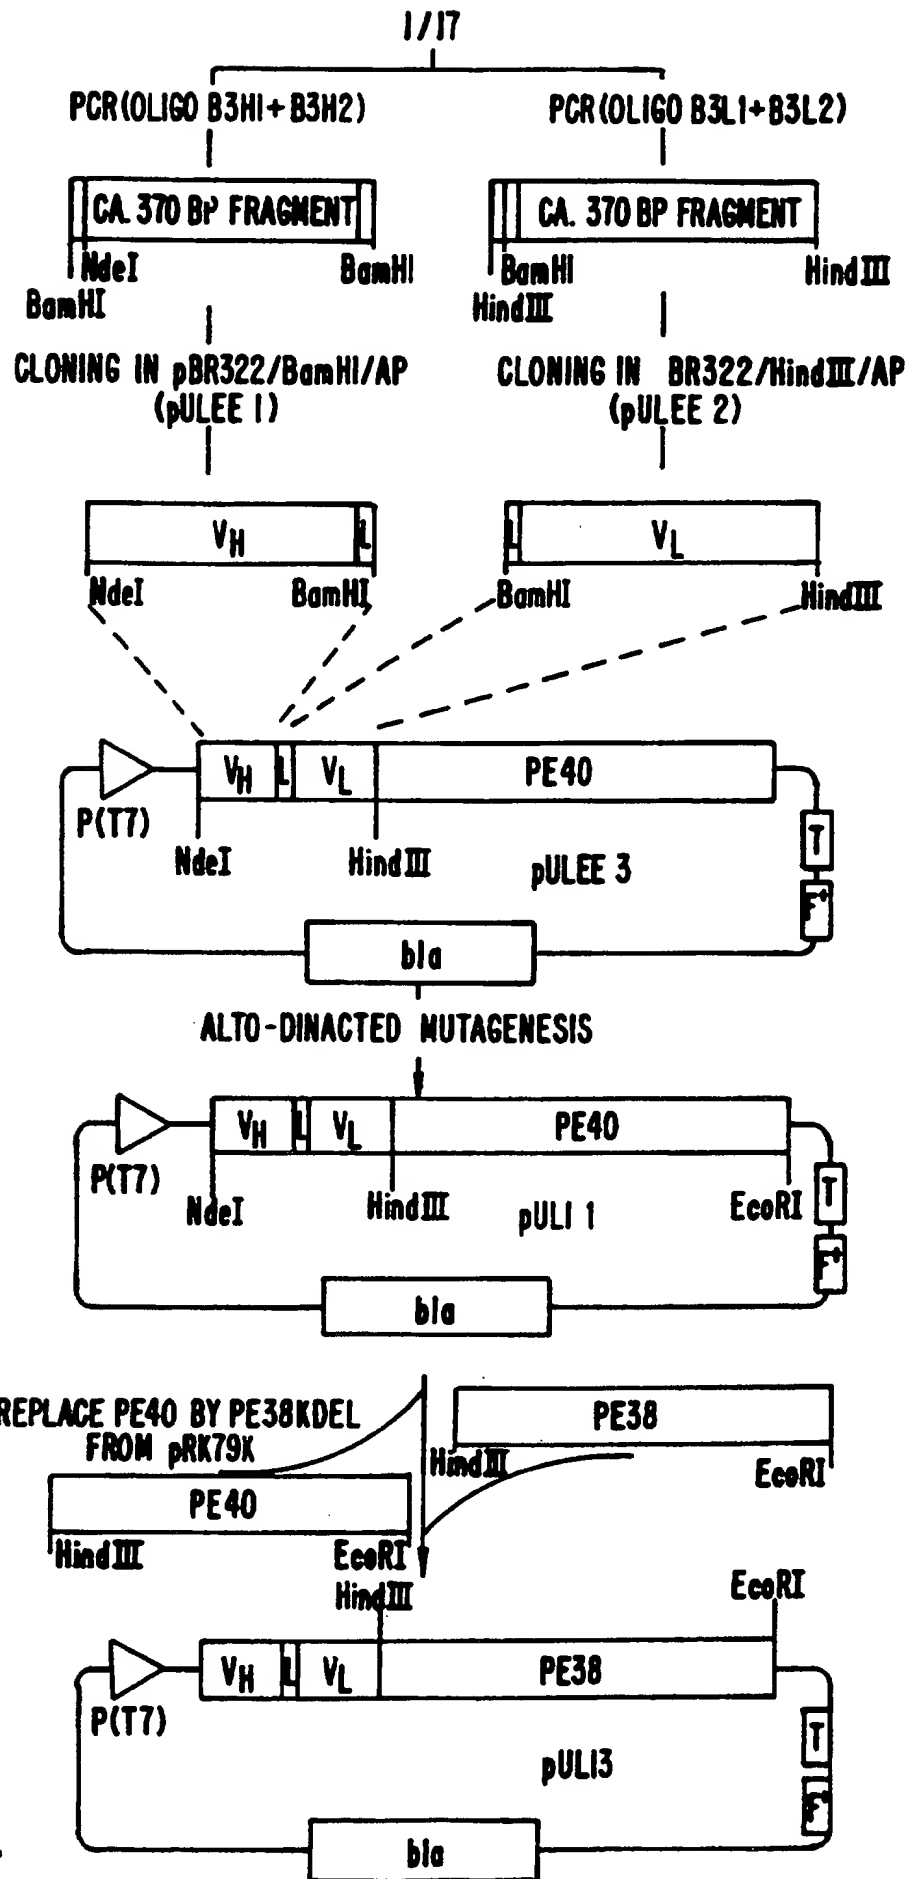 1/17
PCR(OLIGO B3H1+ B3H2)
PCR(OLIGO B3L1+B3L2)
CA. 370 BP FRAGMENT
CA. 370 BP FRAGMENT
NdeI
BamHI
BamHI
BamHI
HindIII
HindIII
CLONING IN pBR322/BamHI/AP
(pULEE 1)
CLONING IN BR322/HindIII/AP
(pULEE 2)
VH
L
L
VL
NdeI
BamHI
BamHI
HindIII
VH
L
VL
PE40
P(T7)
NdeI
HindIII
pULEE 3
T
F+
bla
ALTO-DINACTED MUTAGENESIS
VH
L
VL
PE40
P(T7)
NdeI
HindIII
pULI 1
EcoRI
T
F+
bla
REPLACE PE40 BY PE38KDEL
FROM pRK79K
PE38
HindIII
EcoRI
PE40
HindIII
EcoRI
HindIII
EcoRI
VH
L
VL
PE38
P(T7)
pULI3
T
F+
bla